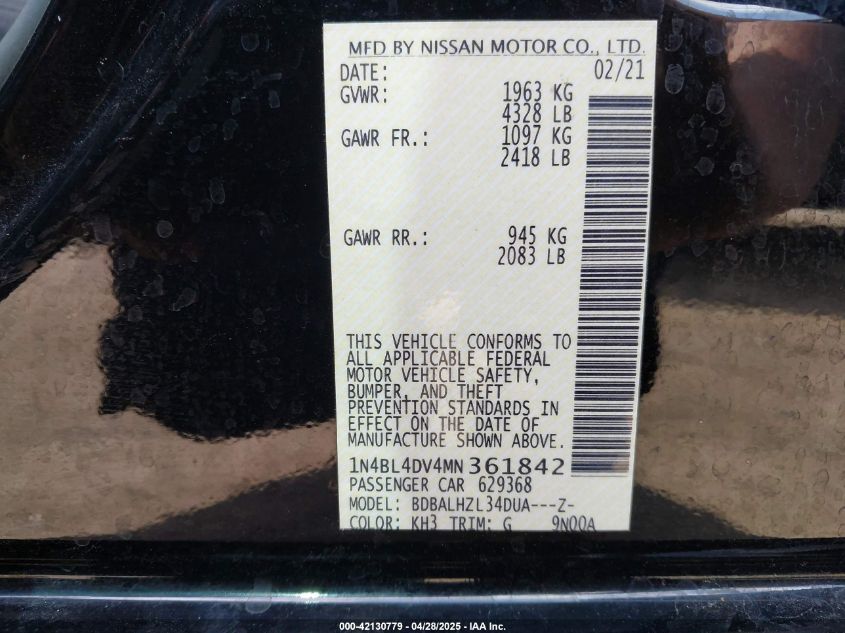 MFD BY NISSAN MOTOR CO., LTD.
DATE: 02/21
GVWR: 1963 KG
4328 LB
GAWR FR.: 1097 KG
2418 LB
GAWR RR.: 945 KG
2083 LB
THIS VEHICLE CONFORMS TO
ALL APPLICABLE FEDERAL
MOTOR VEHICLE SAFETY,
BUMPER, AND THEFT
PREVENTION STANDARDS IN
EFFECT ON THE DATE OF
MANUFACTURE SHOWN ABOVE.
1N4BL4DV4MN361842
PASSENGER CAR 629368
MODEL: BDBALHZL34DUA---Z-
COLOR: KH3 TRIM: G 9N00A
000-42130779 - 04/28/2025 - IAA Inc.